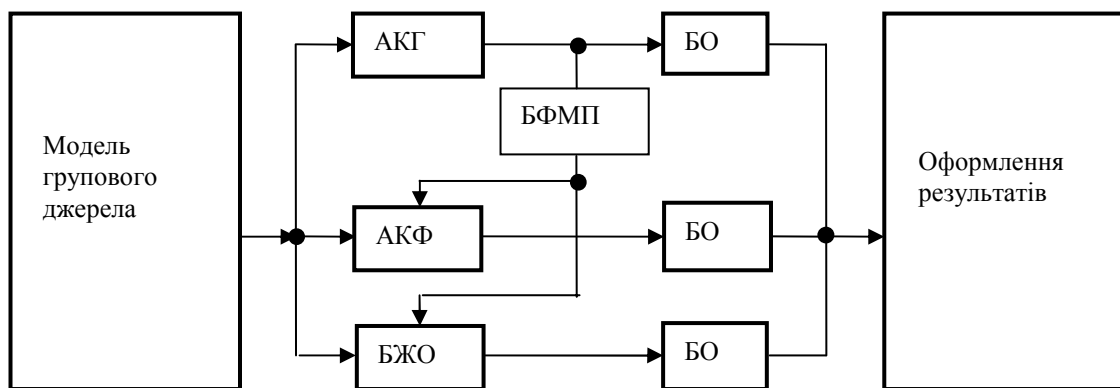 АКГ
БО
БФМП
Модель
групового
джерела
Оформлення
результатів
АКФ
БО
БЖО
БО